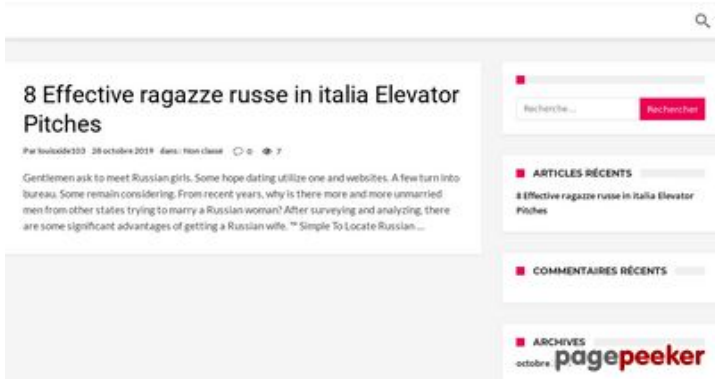 8 Effective ragazze russe in italia Elevator
Pitches
Par louisxide103 28 octobre 2019 dans : Non classé 0 7
Gentlemen ask to meet Russian girls. Some hope dating utilize one and websites. A few turn into
bureau. Some remain considering. From recent years, why is there more and more unmarried
men from other states trying to marry a Russian woman? After surveying and analyzing, there
are some significant advantages of getting a Russian wife. "" Simple To Locate Russian ...
Recherche... Rechercher
ARTICLES RÉCENTS
8 Effective ragazze russe in italia Elevator
Pitches
COMMENTAIRES RÉCENTS
ARCHIVES
octobre
pagepeeker